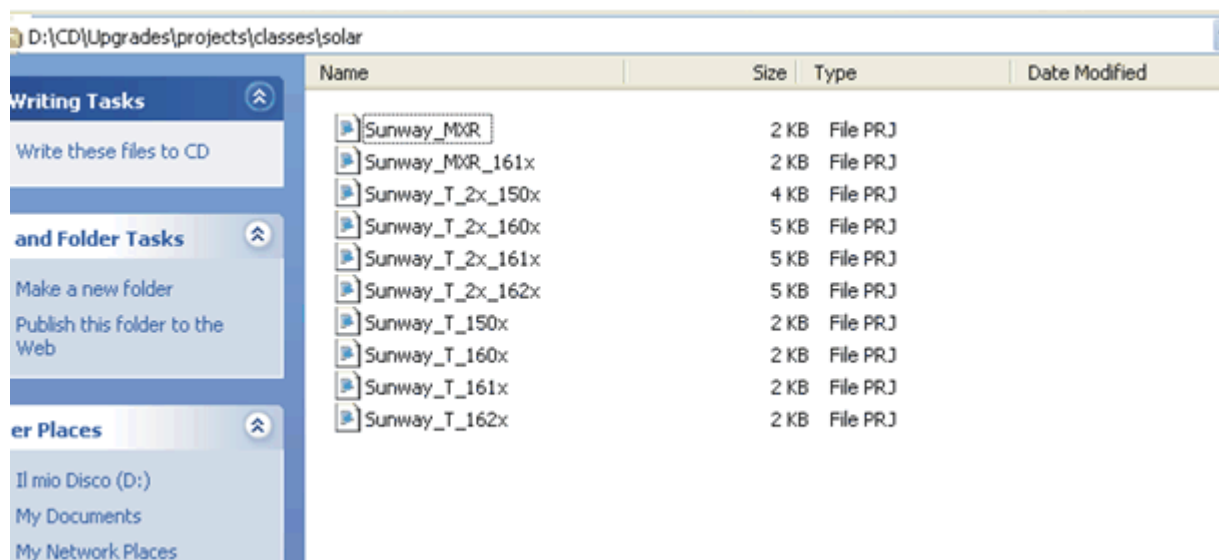 D:\CD\Upgrades\projects\classes\solar
Name Size Type Date Modified
Writing Tasks
Write these files to CD
and Folder Tasks
Make a new folder
Publish this folder to the
Web
er Places
Il mio Disco (D:)
My Documents
My Network Places
Sunway_MXR 2 KB File PRJ
Sunway_MXR_161x 2 KB File PRJ
Sunway_T_2x_150x 4 KB File PRJ
Sunway_T_2x_160x 5 KB File PRJ
Sunway_T_2x_161x 5 KB File PRJ
Sunway_T_2x_162x 5 KB File PRJ
Sunway_T_150x 2 KB File PRJ
Sunway_T_160x 2 KB File PRJ
Sunway_T_161x 2 KB File PRJ
Sunway_T_162x 2 KB File PRJ